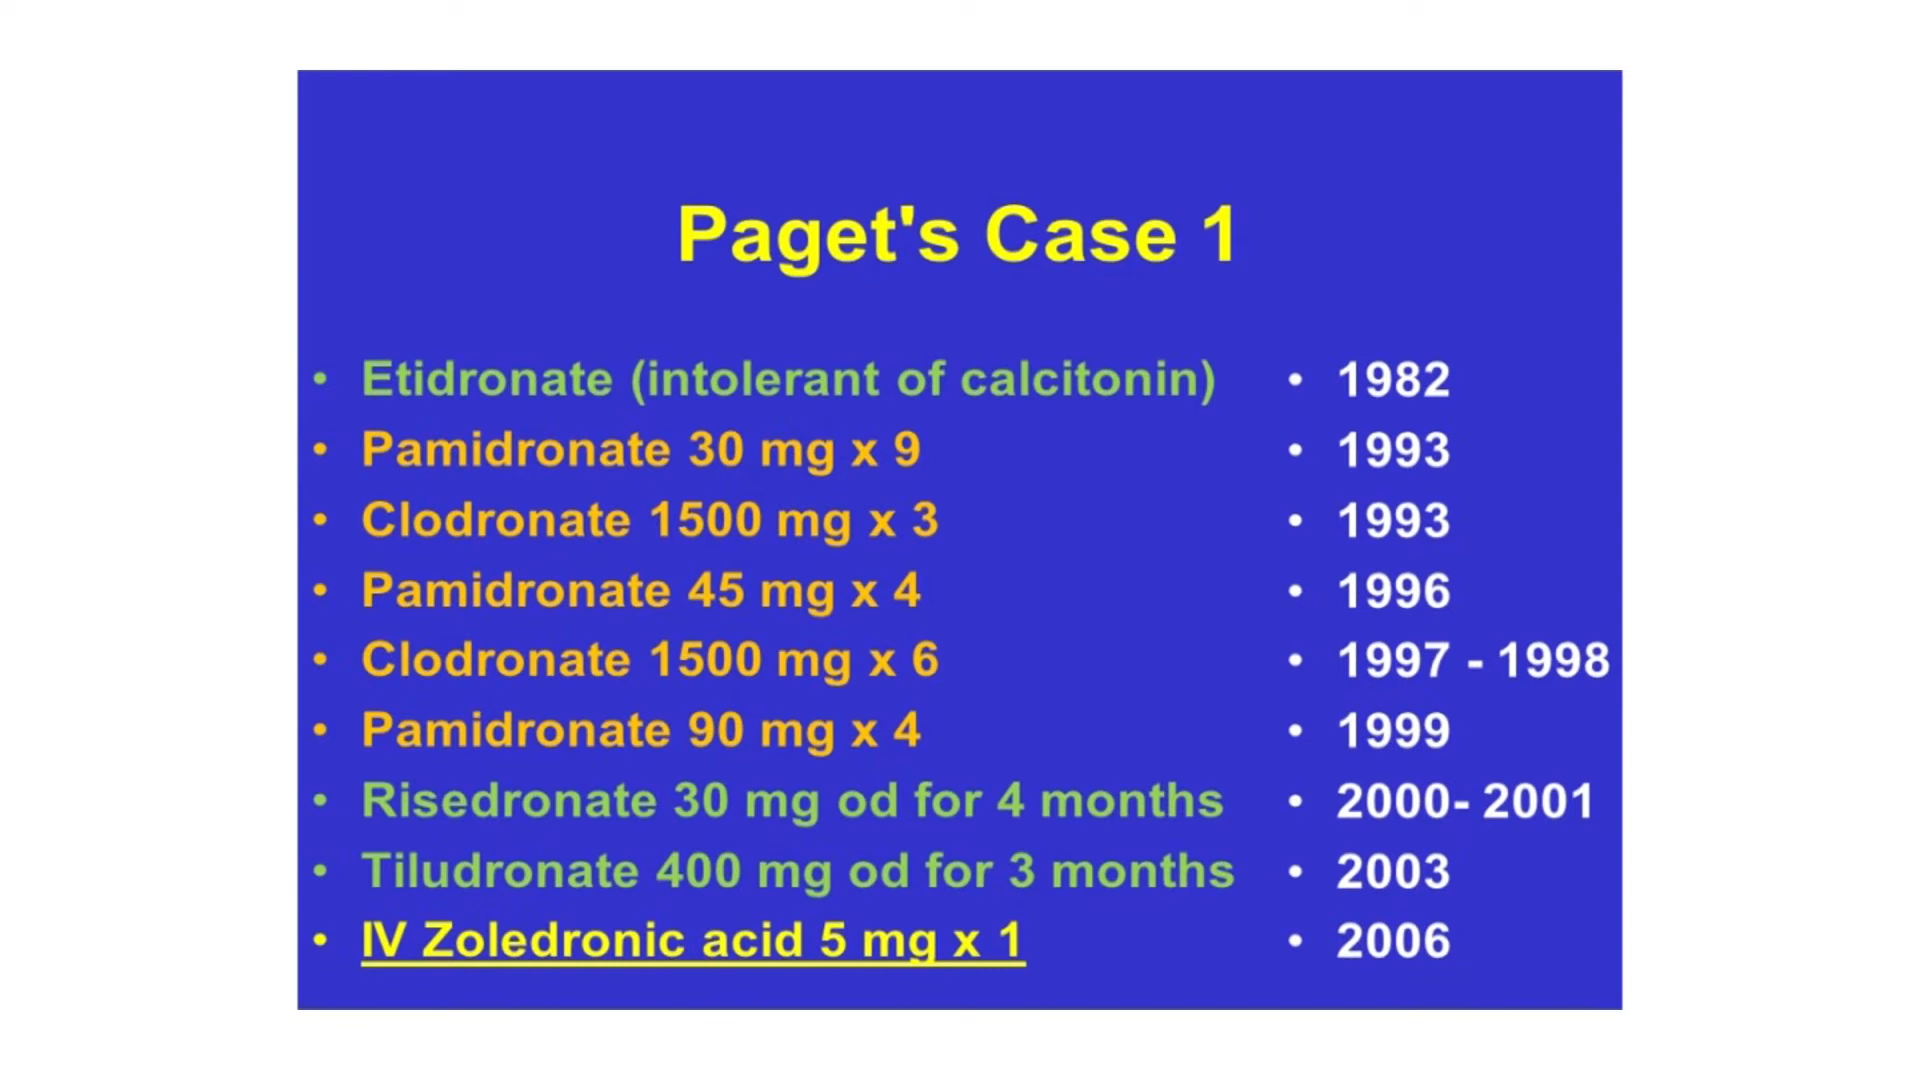 Paget's Case 1
• Etidronate (intolerant of calcitonin) • 1982
• Pamidronate 30 mg x 9 • 1993
• Clodronate 1500 mg x 3 • 1993
• Pamidronate 45 mg x 4 • 1996
• Clodronate 1500 mg x 6 • 1997 - 1998
• Pamidronate 90 mg x 4 • 1999
• Risedronate 30 mg od for 4 months • 2000- 2001
• Tiludronate 400 mg od for 3 months • 2003
• IV Zoledronic acid 5 mg x 1 • 2006